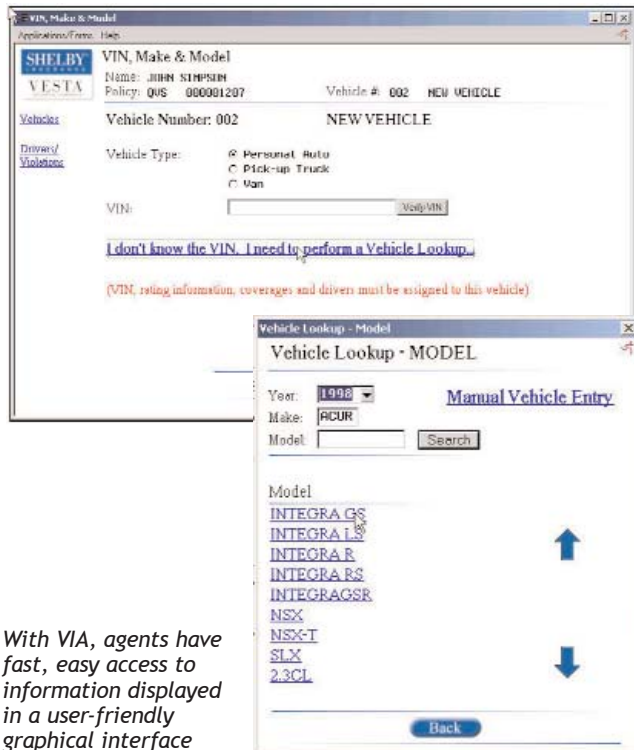 VIN, Make & Model
Applications/Forms Help
SHELBY
INSURANCE
VESTA
VIN, Make & Model
Name: JOHN SIMPSON
Policy: QVS 000001207 Vehicle #: 002 NEW VEHICLE
Vehicles
Drivers/
Violations
Vehicle Number: 002 NEW VEHICLE
Vehicle Type: Personal Auto
Pick-up Truck
Van
VIN: Verify VIN
I don't know the VIN. I need to perform a Vehicle Lookup...
(VIN, rating information, coverages and drivers must be assigned to this vehicle)
Vehicle Lookup - Model
Vehicle Lookup - MODEL
Year: 1998 Manual Vehicle Entry
Make: ACUR
Model: Search
Model
INTEGRA GS
INTEGRA LS
INTEGRA R
INTEGRA RS
INTEGRAGSR
NSX
NSX-T
SLX
2.3CL
Back
With VIA, agents have
fast, easy access to
information displayed
in a user-friendly
graphical interface